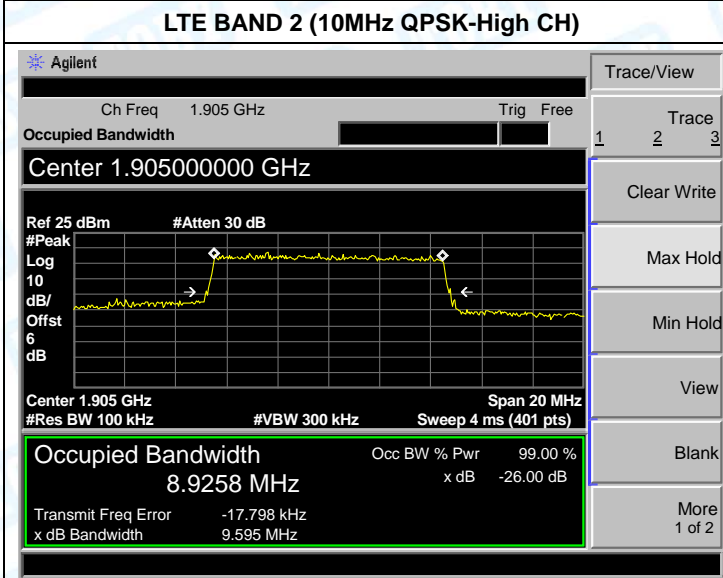 LTE BAND 2 (10MHz QPSK-High CH)
Agilent
Trace/View
Ch Freq 1.905 GHz Trig Free
Occupied Bandwidth
Center 1.905000000 GHz
Ref 25 dBm #Atten 30 dB
#Peak
Log
10
dB/
Offst
6
dB
Center 1.905 GHz Span 20 MHz
#Res BW 100 kHz #VBW 300 kHz Sweep 4 ms (401 pts)
Occupied Bandwidth Occ BW % Pwr 99.00 %
8.9258 MHz x dB -26.00 dB
Transmit Freq Error -17.798 kHz
x dB Bandwidth 9.595 MHz
Trace
1 2 3
Clear Write
Max Hold
Min Hold
View
Blank
More
1 of 2